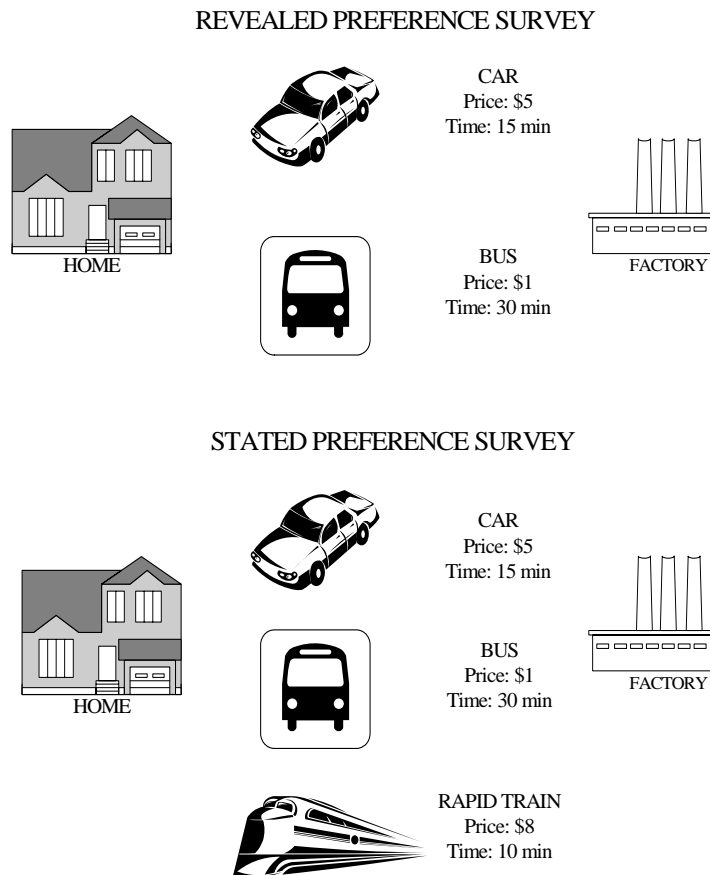 REVEALED PREFERENCE SURVEY
CAR
Price: $5
Time: 15 min
HOME
FACTORY
BUS
Price: $1
Time: 30 min
STATED PREFERENCE SURVEY
CAR
Price: $5
Time: 15 min
HOME
FACTORY
BUS
Price: $1
Time: 30 min
RAPID TRAIN
Price: $8
Time: 10 min